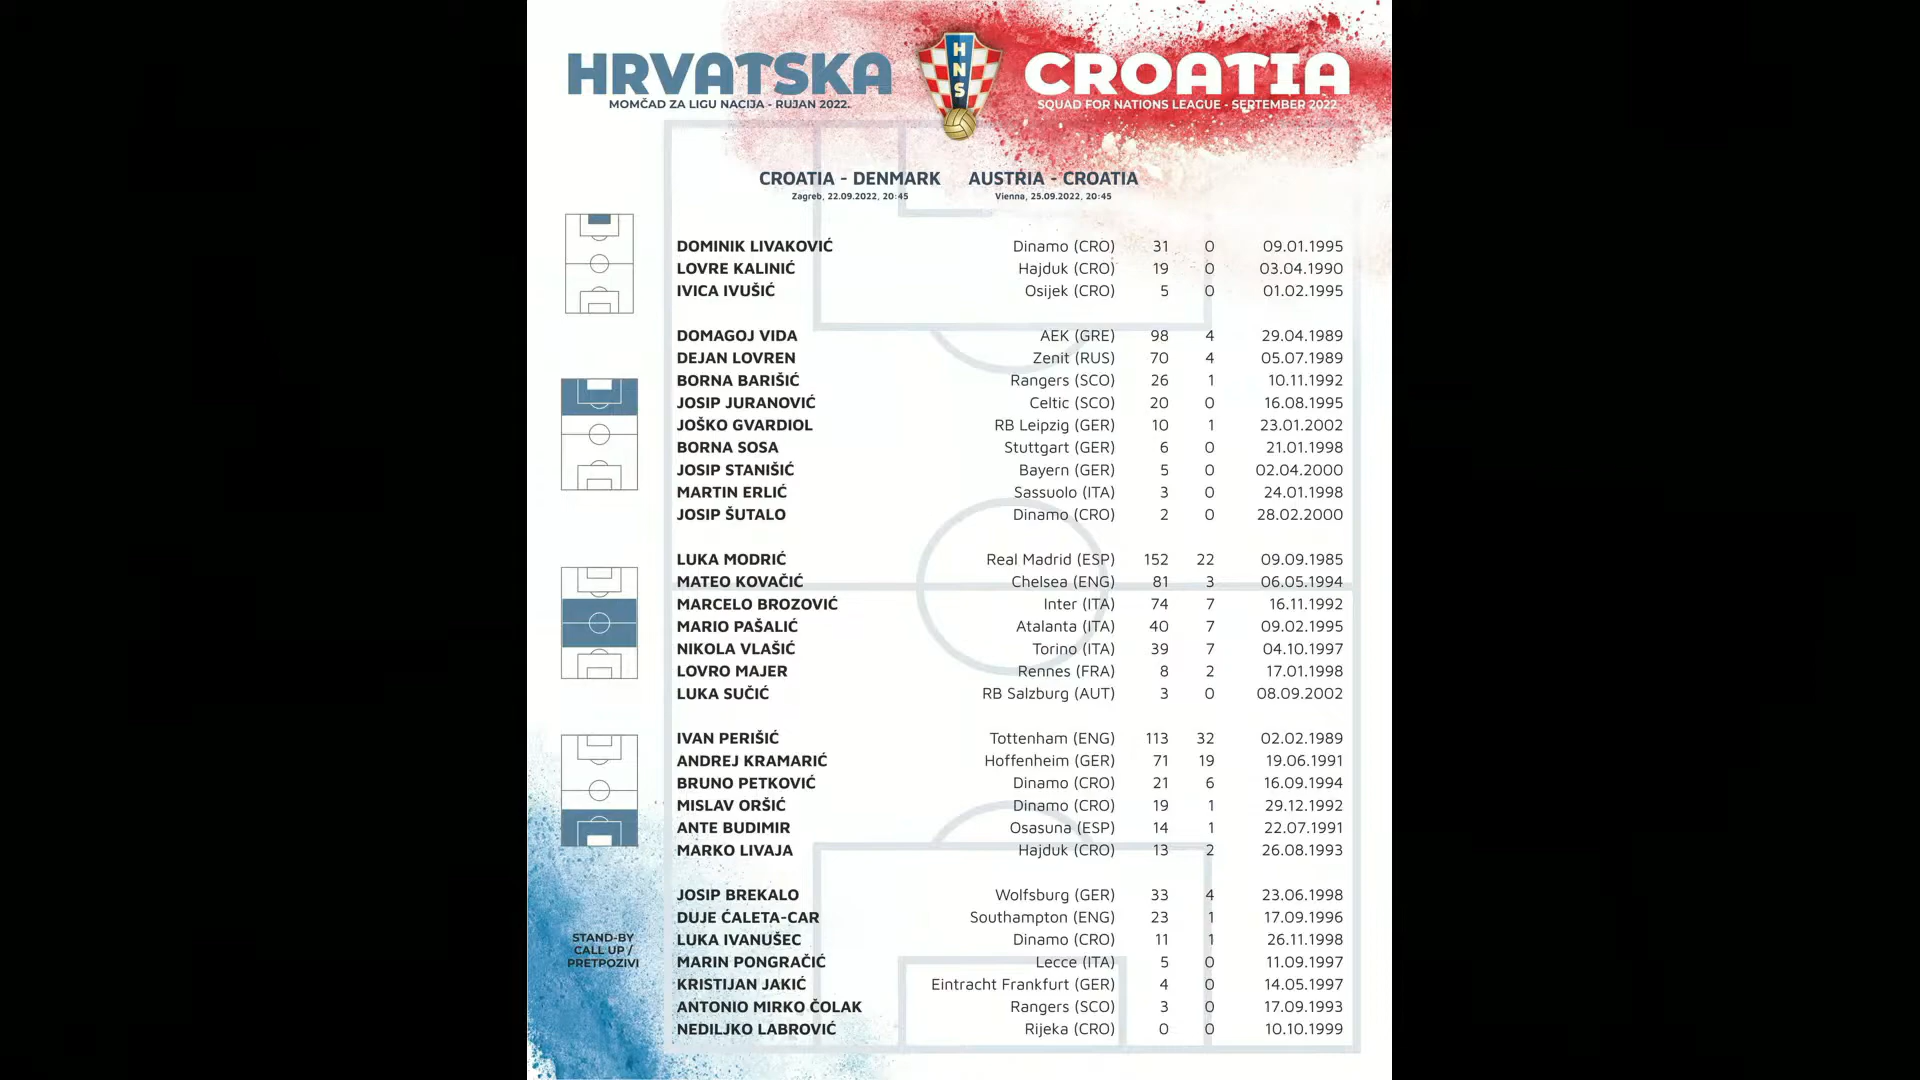 HRVATSKA
MOMČAD ZA LIGU NACIJA - RUJAN 2022.
HNS
CROATIA
SQUAD FOR NATIONS LEAGUE - SEPTEMBER 2022
CROATIA - DENMARK AUSTRIA - CROATIA
Zagreb, 22.09.2022, 20:45 Vienna, 25.09.2022, 20:45
DOMINIK LIVAKOVIĆ Dinamo (CRO) 31 0 09.01.1995
LOVRE KALINIĆ Hajduk (CRO) 19 0 03.04.1990
IVICA IVUŠIĆ Osijek (CRO) 5 0 01.02.1995
DOMAGOJ VIDA AEK (GRE) 98 4 29.04.1989
DEJAN LOVREN Zenit (RUS) 70 4 05.07.1989
BORNA BARIŠIĆ Rangers (SCO) 26 1 10.11.1992
JOSIP JURANOVIĆ Celtic (SCO) 20 0 16.08.1995
JOŠKO GVARDIOL RB Leipzig (GER) 10 1 23.01.2002
BORNA SOSA Stuttgart (GER) 6 0 21.01.1998
JOSIP STANIŠIĆ Bayern (GER) 5 0 02.04.2000
MARTIN ERLIĆ Sassuolo (ITA) 3 0 24.01.1998
JOSIP ŠUTALO Dinamo (CRO) 2 0 28.02.2000
LUKA MODRIĆ Real Madrid (ESP) 152 22 09.09.1985
MATEO KOVAČIĆ Chelsea (ENG) 81 3 06.05.1994
MARCELO BROZOVIĆ Inter (ITA) 74 7 16.11.1992
MARIO PAŠALIĆ Atalanta (ITA) 40 7 09.02.1995
NIKOLA VLAŠIĆ Torino (ITA) 39 7 04.10.1997
LOVRO MAJER Rennes (FRA) 8 2 17.01.1998
LUKA SUČIĆ RB Salzburg (AUT) 3 0 08.09.2002
IVAN PERIŠIĆ Tottenham (ENG) 113 32 02.02.1989
ANDREJ KRAMARIĆ Hoffenheim (GER) 71 19 19.06.1991
BRUNO PETKOVIĆ Dinamo (CRO) 21 6 16.09.1994
MISLAV ORŠIĆ Dinamo (CRO) 19 1 29.12.1992
ANTE BUDIMIR Osasuna (ESP) 14 1 22.07.1991
MARKO LIVAJA Hajduk (CRO) 13 2 26.08.1993
STAND-BY
CALL UP /
PRETPOZIVI
JOSIP BREKALO Wolfsburg (GER) 33 4 23.06.1998
DUJE ĆALETA-CAR Southampton (ENG) 23 1 17.09.1996
LUKA IVANUŠEC Dinamo (CRO) 11 1 26.11.1998
MARIN PONGRAČIĆ Lecce (ITA) 5 0 11.09.1997
KRISTIJAN JAKIĆ Eintracht Frankfurt (GER) 4 0 14.05.1997
ANTONIO MIRKO ČOLAK Rangers (SCO) 3 0 17.09.1993
NEDILJKO LABROVIĆ Rijeka (CRO) 0 0 10.10.1999